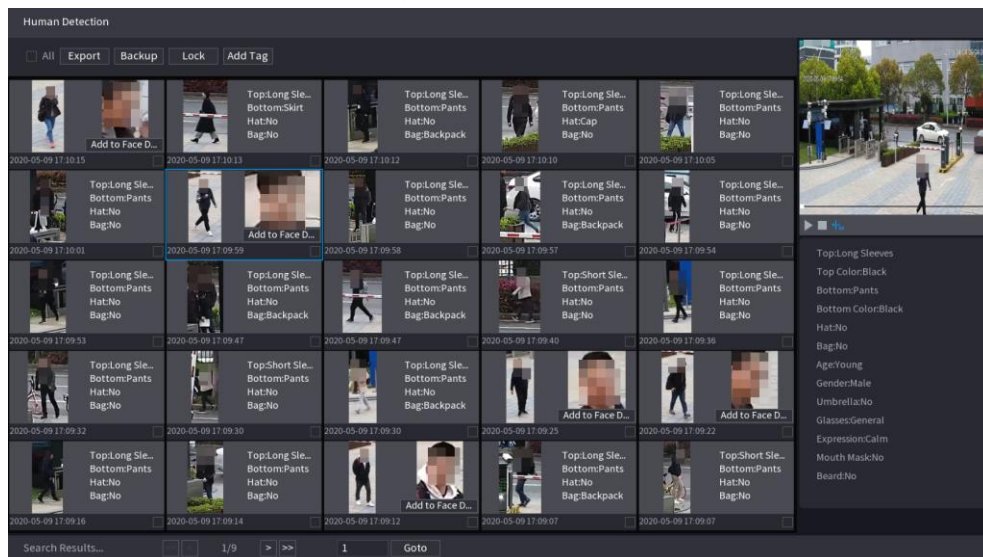 Human Detection
All Export Backup Lock Add Tag
Add to Face D...
2020-05-09 17:10:15
Top:Long Sle...
Bottom:Skirt
Hat:No
Bag:No
2020-05-09 17:10:13
Top:Long Sle...
Bottom:Pants
Hat:No
Bag:Backpack
2020-05-09 17:10:12
Top:Long Sle...
Bottom:Pants
Hat:Cap
Bag:No
2020-05-09 17:10:10
Top:Long Sle...
Bottom:Pants
Hat:No
Bag:No
2020-05-09 17:10:05
Top:Long Sle...
Bottom:Pants
Hat:No
Bag:No
2020-05-09 17:10:01
Add to Face D...
2020-05-09 17:09:59
Top:Long Sle...
Bottom:Pants
Hat:No
Bag:No
2020-05-09 17:09:58
Top:Long Sle...
Bottom:Pants
Hat:No
Bag:Backpack
2020-05-09 17:09:57
Top:Long Sle...
Bottom:Pants
Hat:No
Bag:No
2020-05-09 17:09:54
Top:Long Sle...
Bottom:Pants
Hat:No
Bag:No
2020-05-09 17:09:53
Top:Long Sle...
Bottom:Pants
Hat:No
Bag:Backpack
2020-05-09 17:09:47
Top:Long Sle...
Bottom:Pants
Hat:No
Bag:Backpack
2020-05-09 17:09:47
Top:Short Sle...
Bottom:Pants
Hat:No
Bag:No
2020-05-09 17:09:40
Top:Long Sle...
Bottom:Pants
Hat:No
Bag:No
2020-05-09 17:09:36
Top:Long Sle...
Bottom:Pants
Hat:No
Bag:No
2020-05-09 17:09:32
Top:Short Sle...
Bottom:Pants
Hat:No
Bag:No
2020-05-09 17:09:30
Top:Long Sle...
Bottom:Pants
Hat:No
Bag:Backpack
2020-05-09 17:09:30
Add to Face D...
2020-05-09 17:09:25
Add to Face D...
2020-05-09 17:09:22
Top:Long Sle...
Bottom:Pants
Hat:No
Bag:No
2020-05-09 17:09:16
Top:Long Sle...
Bottom:Pants
Hat:No
Bag:No
2020-05-09 17:09:14
Add to Face D...
2020-05-09 17:09:12
Top:Long Sle...
Bottom:Pants
Hat:No
Bag:Backpack
2020-05-09 17:09:07
Top:Short Sle...
Bottom:Pants
Hat:No
Bag:No
2020-05-09 17:09:07
Top:Long Sleeves
Top Color:Black
Bottom:Pants
Bottom Color:Black
Hat:No
Bag:No
Age:Young
Gender:Male
Umbrella:No
Glasses:General
Expression:Calm
Mouth Mask:No
Beard:No
Search Results... 1/9 > >> 1 Goto